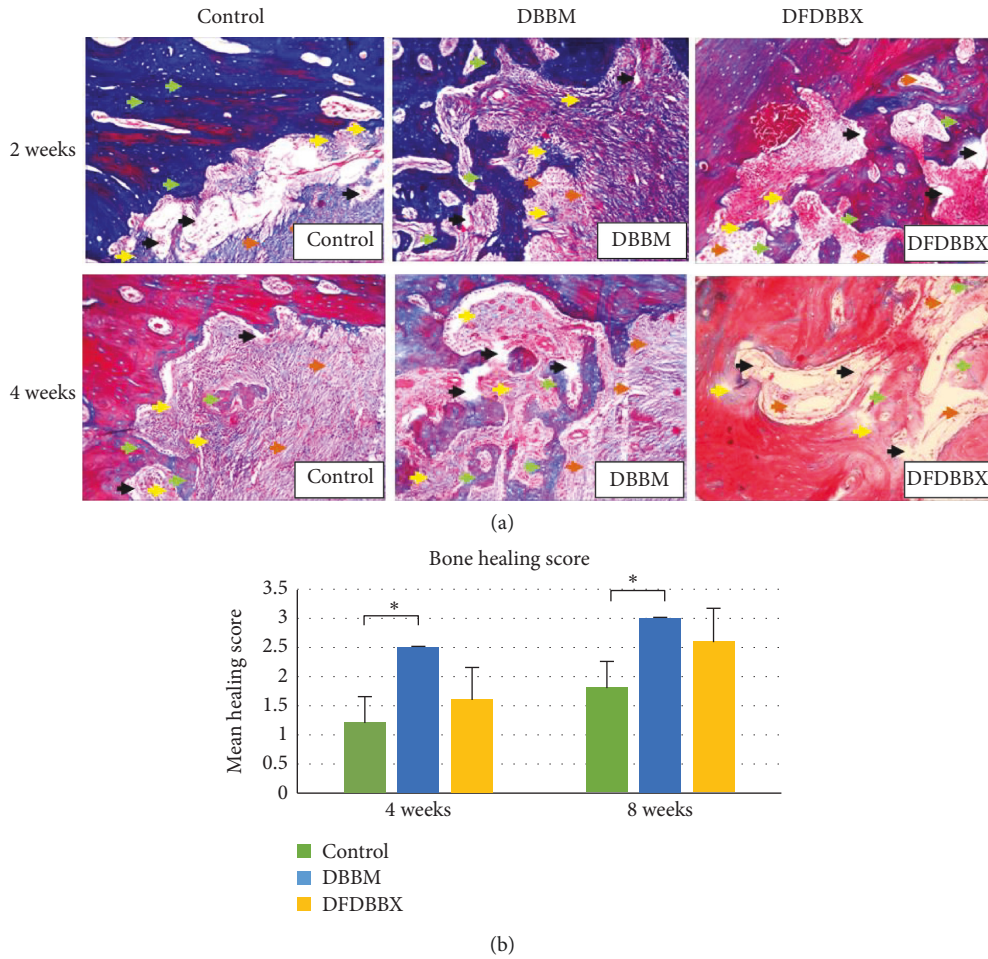 Control DBBM DFDBBX
2 weeks
Control DBBM DFDBBX
4 weeks
Control DBBM DFDBBX
(a)
Bone healing score
Mean healing score
3.5
3
2.5
2
1.5
1
0.5
0
* *
4 weeks 8 weeks
Control
DBBM
DFDBBX
(b)